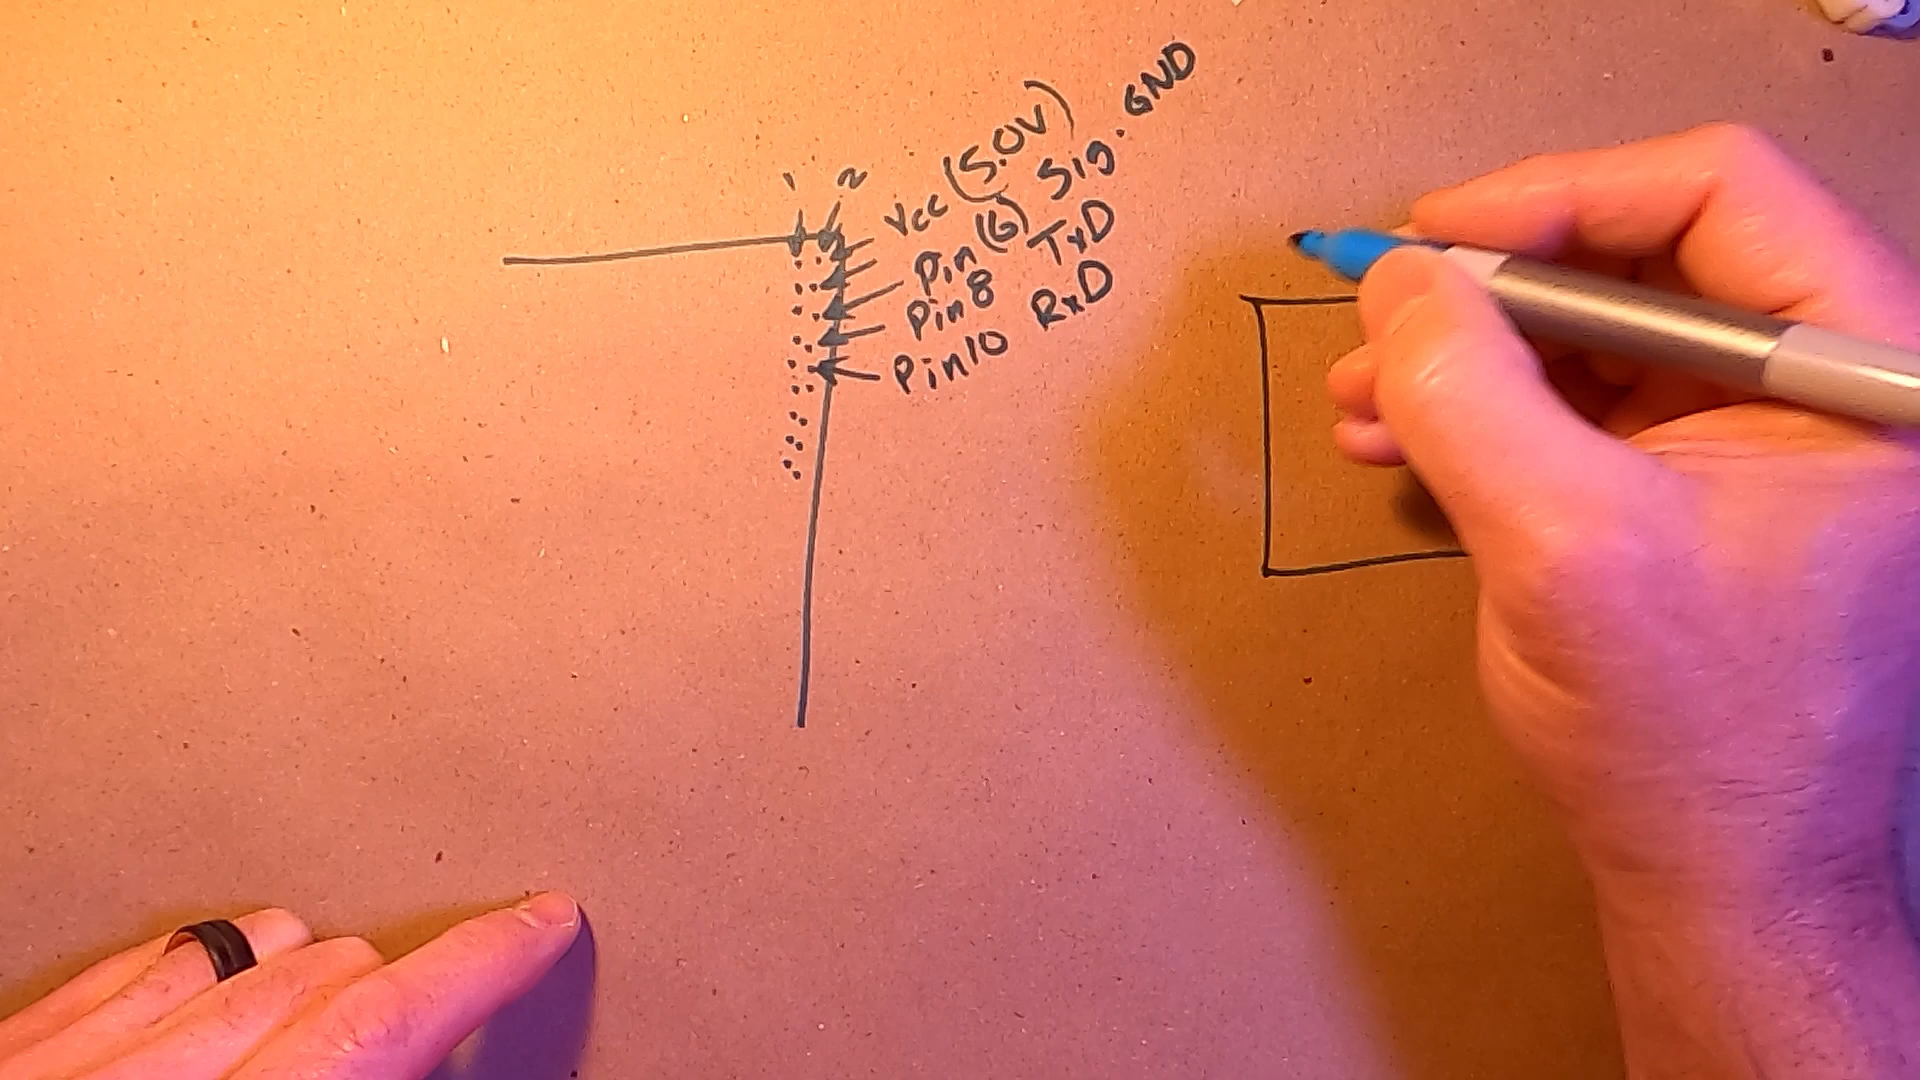 1 2
Vcc (5.0V)
Pin (6) Sig. GND
Pin 8 TxD
Pin 10 RxD